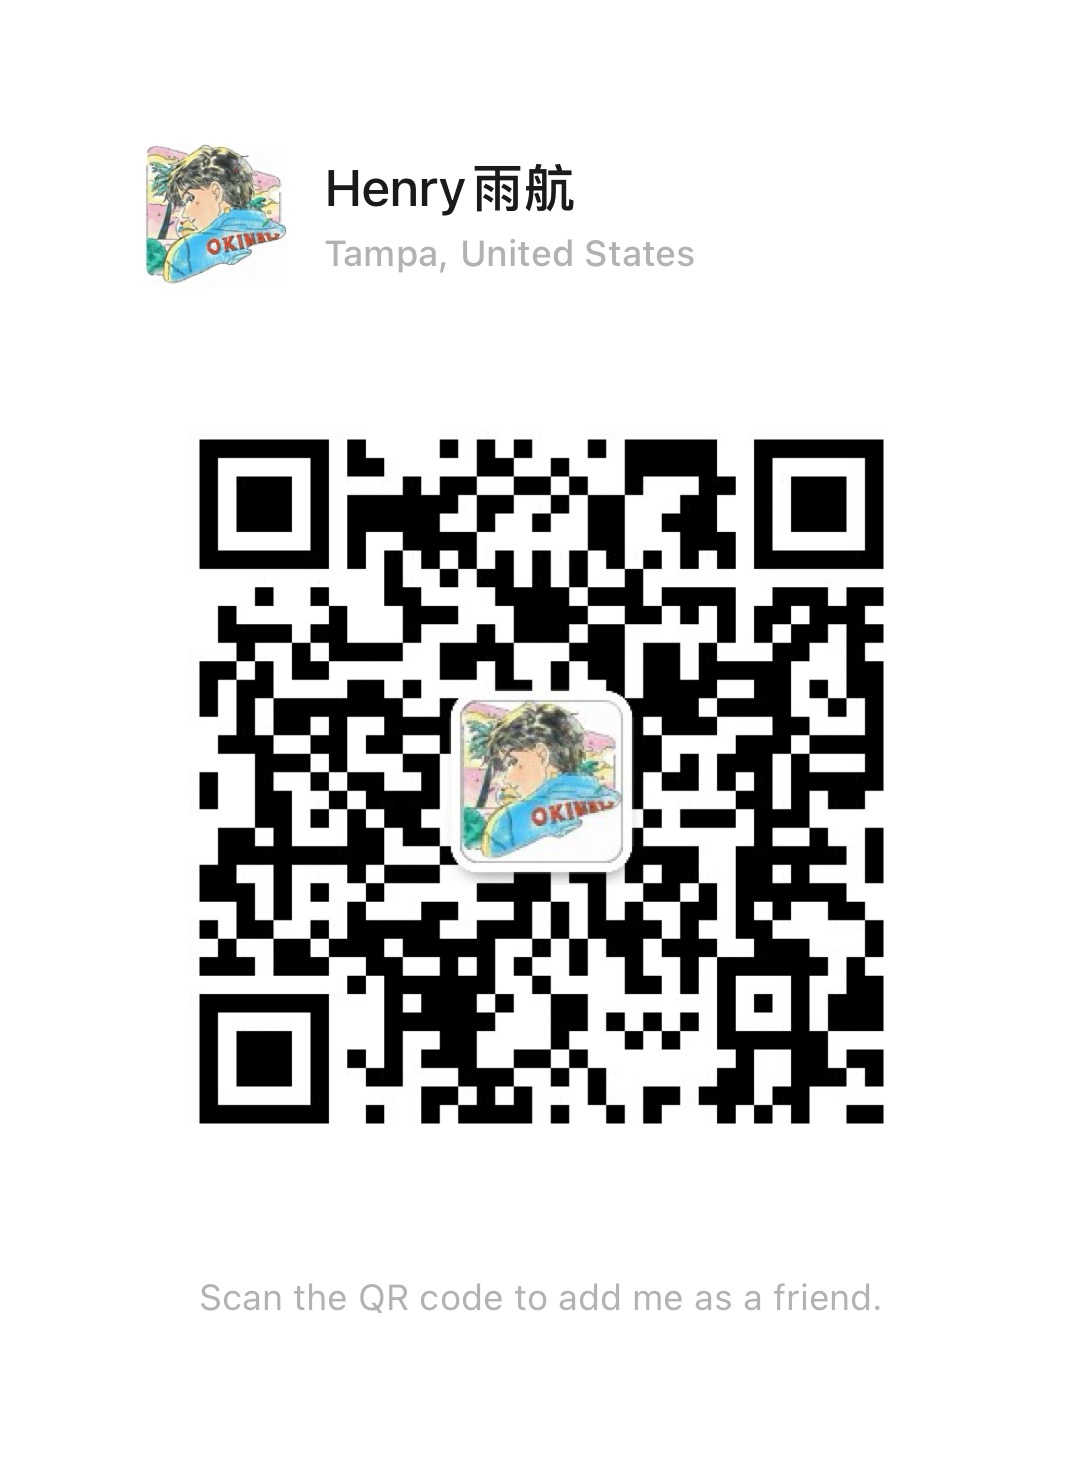 Henry雨航
Tampa, United States
Scan the QR code to add me as a friend.